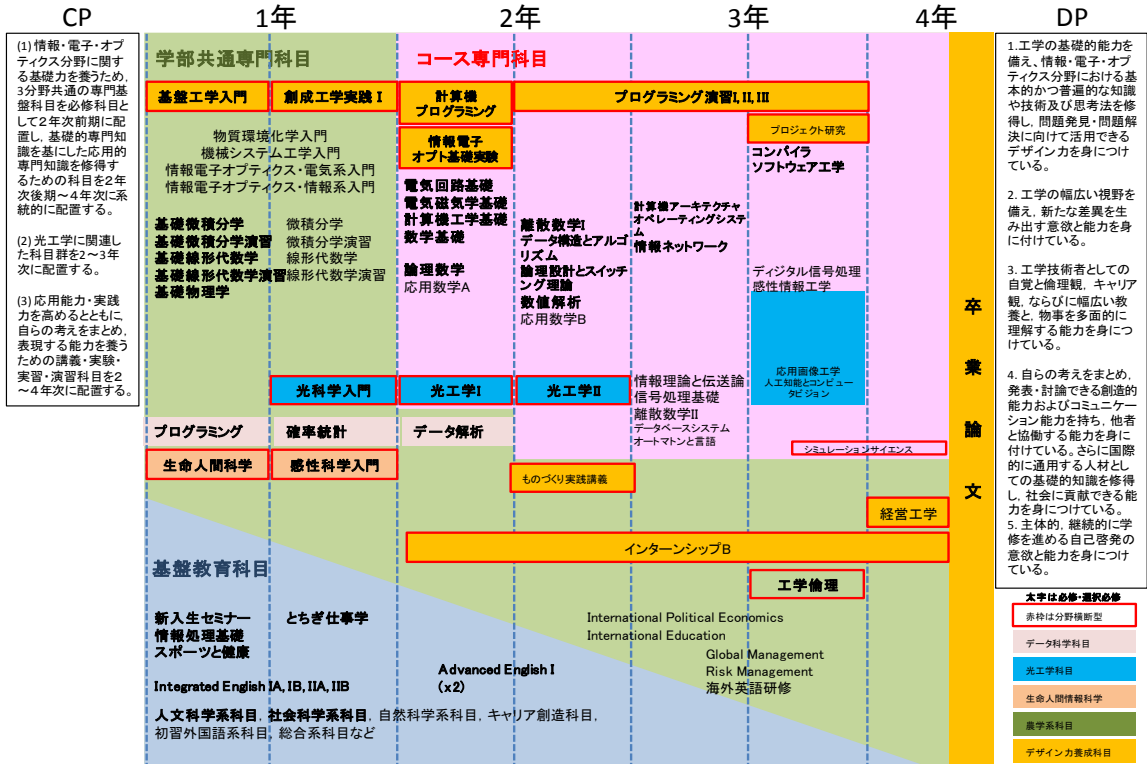 CP
1年
2年
3年
4年
DP
(1) 情報・電子・オプ
ティクス分野に関す
る基礎力を養うため,
3分野共通の専門基
盤科目を必修科目と
して2年次前期に配
置し, 基礎的専門知
識を基にした応用的
専門知識を修得す
るための科目を2年
次後期～4年次に系
統的に配置する。
(2) 光工学に関連し
た科目群を2～3年
次に配置する。
(3) 応用能力・実践
力を高めるとともに,
自らの考えをまとめ,
表現する能力を養う
ための講義・実験・
実習・演習科目を2
～4年次に配置する。
学部共通専門科目
コース専門科目
基盤工学入門
創成工学実践 I
計算機
プログラミング
プログラミング演習I, II, III
情報電子
オプト基礎実験
プロジェクト研究
物質環境化学入門
機械システム工学入門
情報電子オプティクス・電気系入門
情報電子オプティクス・情報系入門
基礎微積分学
基礎微積分学演習
基礎線形代数学
基礎線形代数学演習
基礎物理学
微積分学
微積分学演習
線形代数学
線形代数学演習
電気回路基礎
電気磁気学基礎
計算機工学基礎
数学基礎
論理数学
応用数学A
離散数学I
データ構造とアルゴ
リズム
論理設計とスイッチ
ング理論
数値解析
応用数学B
計算機アーキテクチャ
オペレーティングシステ
ム
情報ネットワーク
コンパイラ
ソフトウェア工学
ディジタル信号処理
感性情報工学
応用画像工学
人工知能とコンピュー
タビジョン
光科学入門
光工学I
光工学II
情報理論と伝送論
信号処理基礎
離散数学II
データベースシステム
オートマトンと言語
プログラミング
確率統計
データ解析
シミュレーションサイエンス
生命人間科学
感性科学入門
ものづくり実践講義
経営工学
インターンシップB
工学倫理
基盤教育科目
新入生セミナー
情報処理基礎
スポーツと健康
とちぎ仕事学
International Political Economics
International Education
Global Management
Risk Management
海外英語研修
Integrated English IA, IB, IIA, IIB
Advanced English I
(x2)
人文科学系科目, 社会科学系科目, 自然科学系科目, キャリア創造科目,
初習外国語系科目, 総合系科目など
卒
業
論
文
1.工学の基礎的能力を
備え、情報・電子・オプ
ティクス分野における基
本的かつ普遍的な知識
や技術及び思考法を修
得し, 問題発見・問題解
決に向けて活用できる
デザイン力を身につけ
ている。
2. 工学の幅広い視野を
備え, 新たな差異を生
み出す意欲と能力を身
に付けている。
3. 工学技術者としての
自覚と倫理観, キャリア
観, ならびに幅広い教
養と, 物事を多面的に
理解する能力を身につ
けている。
4. 自らの考えをまとめ,
発表・討論できる創造的
能力およびコミュニケー
ション能力を持ち, 他者
と協働する能力を身に
付けている。さらに国際
的に通用する人材とし
ての基礎的知識を修得
し, 社会に貢献できる能
力を身につけている。
5. 主体的, 継続的に学
修を進める自己啓発の
意欲と能力を身につけ
ている。
太字は必修・選択必修
赤枠は分野横断型
データ科学科目
光工学科目
生命人間情報科学
農学系科目
デザイン力養成科目